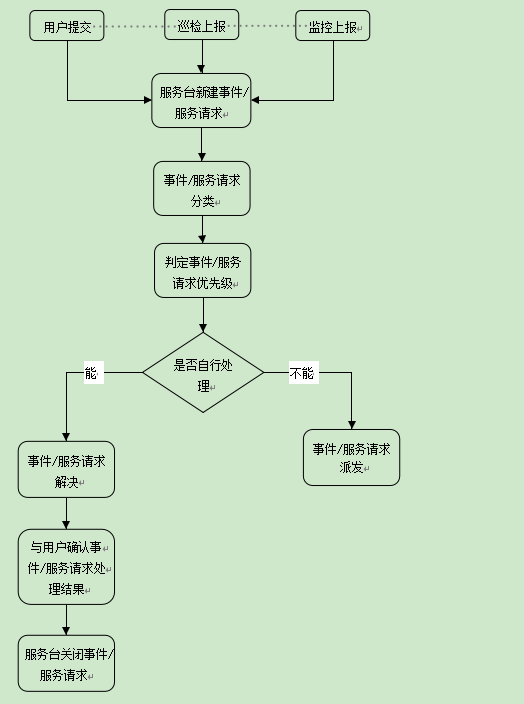 用户提交
巡检上报
监控上报
服务台新建事件/
服务请求
事件/服务请求
分类
判定事件/服务
请求优先级
是否自行处
理
能
不能
事件/服务请求
解决
事件/服务请求
派发
与用户确认事
件/服务请求处
理结果
服务台关闭事件/
服务请求